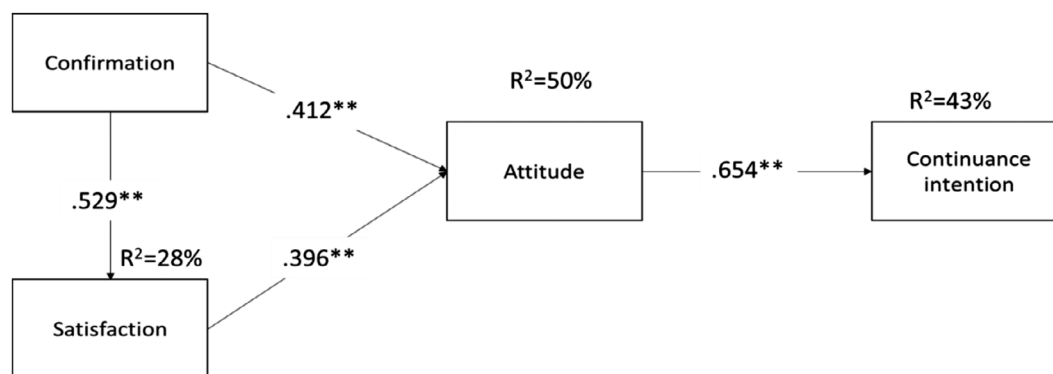 Confirmation
R²=50%
R²=43%
.412**
Attitude
.654**
Continuance
intention
.529**
R²=28%
.396**
Satisfaction